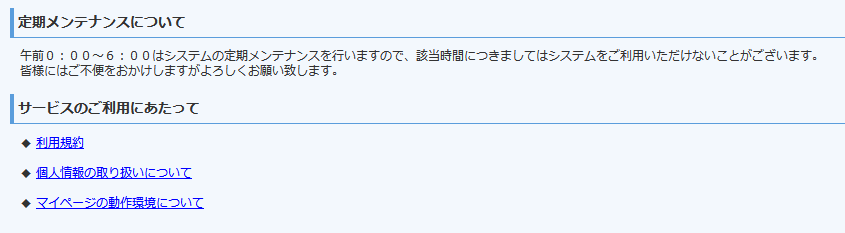 定期メンテナンスについて
午前０：００～６：００はシステムの定期メンテナンスを行いますので、該当時間につきましてはシステムをご利用いただけないことがございます。
皆様にはご不便をおかけしますがよろしくお願い致します。
サービスのご利用にあたって
◆ 利用規約
◆ 個人情報の取り扱いについて
◆ マイページの動作環境について